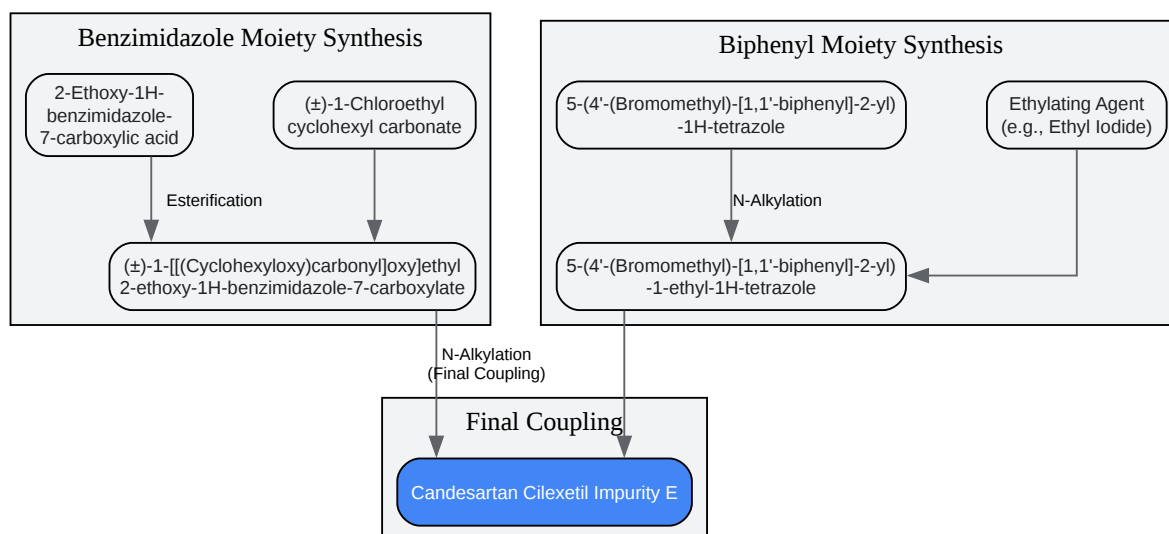 Benzimidazole Moiety Synthesis
2-Ethoxy-1H-
benzimidazole-
7-carboxylic acid
(±)-1-Chloroethyl
cyclohexyl carbonate
Esterification
(±)-1-[[(Cyclohexyloxy)carbonyl]oxy]ethyl
2-ethoxy-1H-benzimidazole-7-carboxylate
Biphenyl Moiety Synthesis
5-(4'-(Bromomethyl)-[1,1'-biphenyl]-2-yl)
-1H-tetrazole
Ethylating Agent
(e.g., Ethyl Iodide)
N-Alkylation
5-(4'-(Bromomethyl)-[1,1'-biphenyl]-2-yl)
-1-ethyl-1H-tetrazole
N-Alkylation
(Final Coupling)
Final Coupling
Candesartan Cilexetil Impurity E